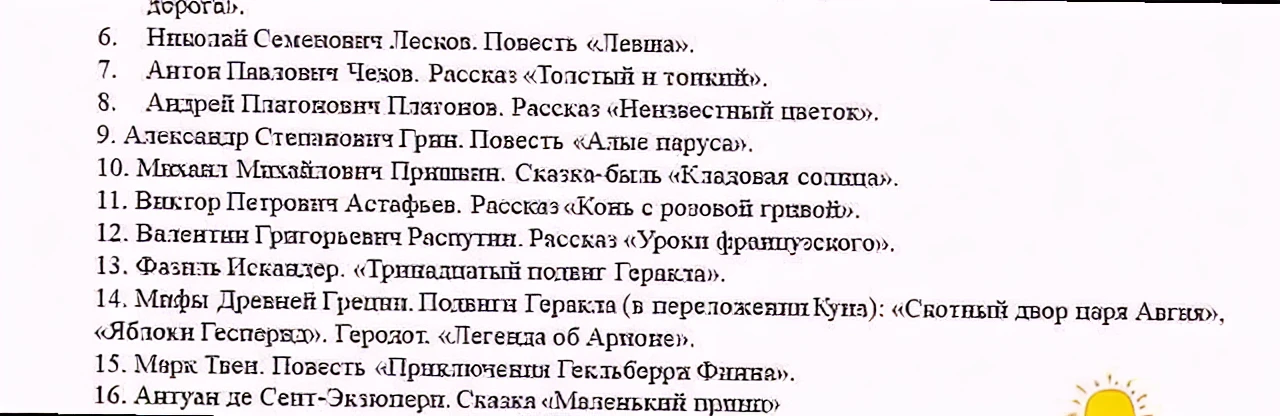 дорога».
6. Николай Семенович Лесков. Повесть «Левша».
7. Антон Павлович Чехов. Рассказ «Толстый и тонкий».
8. Андрей Платонович Платонов. Рассказ «Неизвестный цветок».
9. Александр Степанович Грин. Повесть «Алые паруса».
10. Михаил Михайлович Пришвин. Сказка-быль «Кладовая солнца».
11. Виктор Петрович Астафьев. Рассказ «Конь с розовой гривой».
12. Валентин Григорьевич Распутин. Рассказ «Уроки французского».
13. Фазиль Искандер. «Тринадцатый подвиг Геракла».
14. Мифы Древней Греции. Подвиги Геракла (в переложении Куна): «Скотный двор царя Авгия»,
«Яблоки Гесперид». Геродот. «Легенда об Арионе».
15. Марк Твен. Повесть «Приключения Гекльберри Финна».
16. Антуан де Сент-Экзюпери. Сказка «Маленький принц»